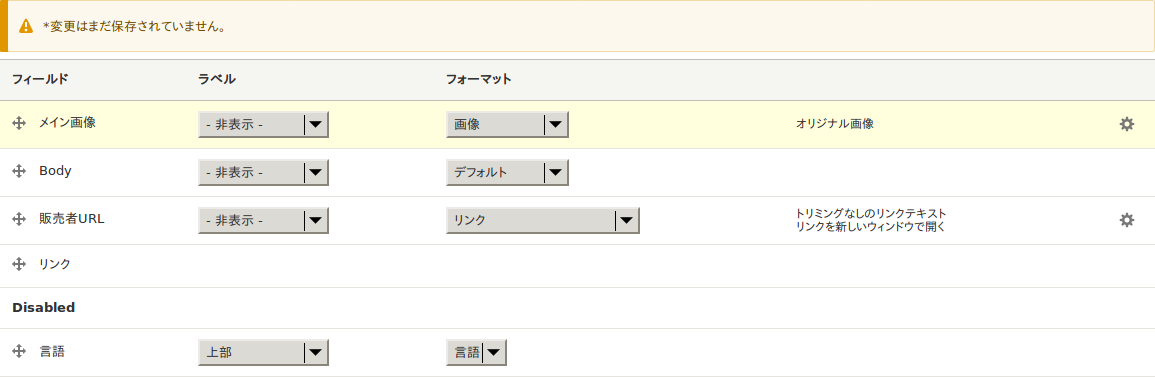 *変更はまだ保存されていません。
フィールド ラベル フォーマット
メイン画像 - 非表示 - 画像 オリジナル画像
Body - 非表示 - デフォルト
販売者URL - 非表示 - リンク トリミングなしのリンクテキスト
リンクを新しいウィンドウで開く
リンク
Disabled
言語 上部 言語